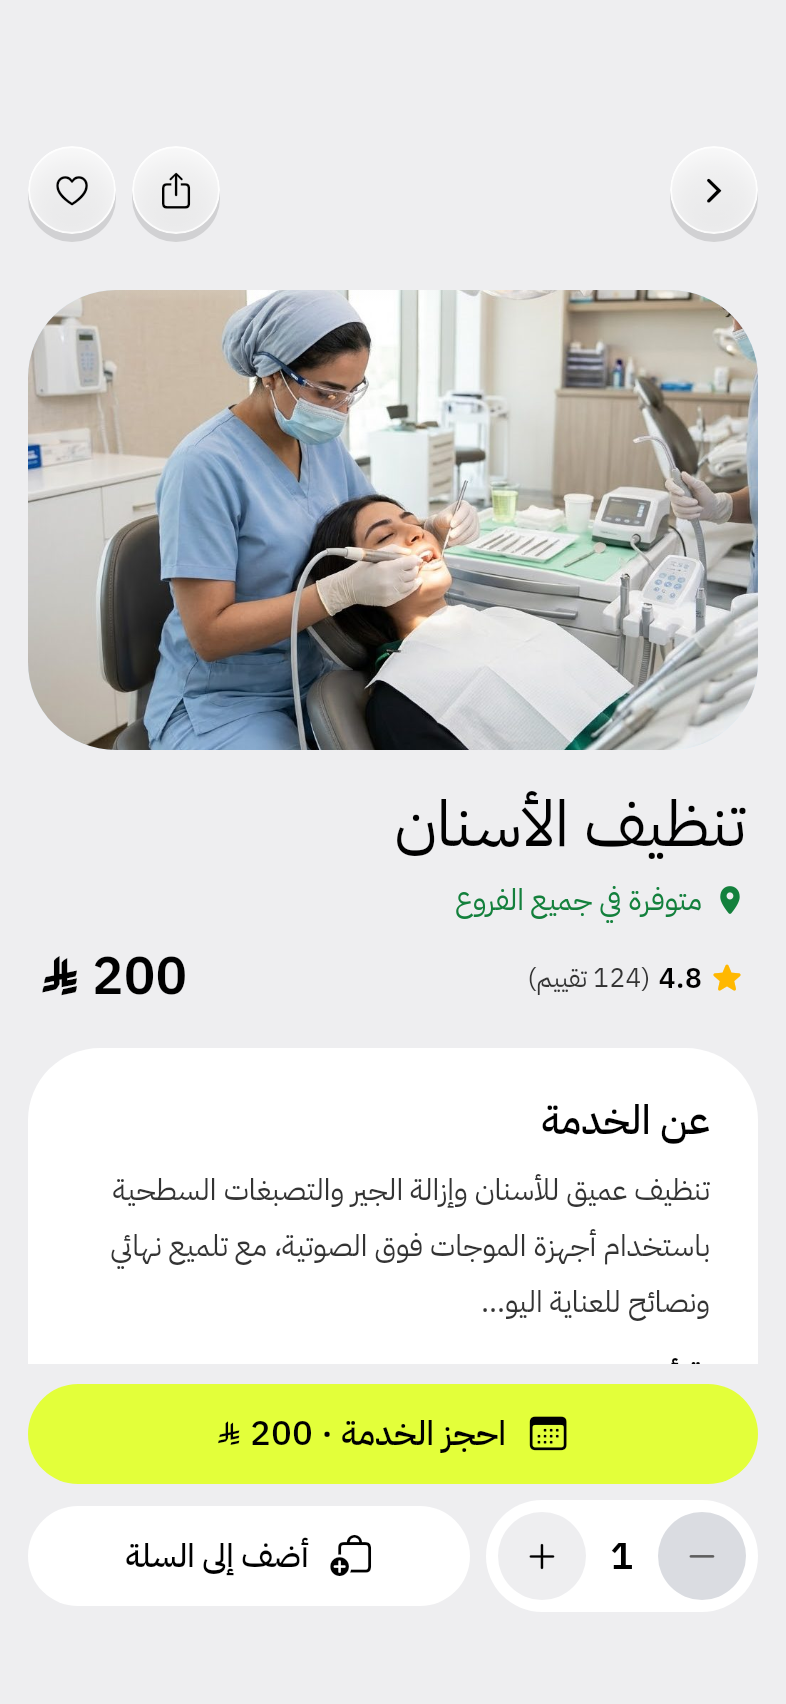 تنظيف الأسنان
متوفرة في جميع الفروع
4.8 (124 تقييم)
200 ⃁
عن الخدمة
تنظيف عميق للأسنان وإزالة الجير والتصبغات السطحية
باستخدام أجهزة الموجات فوق الصوتية، مع تلميع نهائي
ونصائح للعناية اليو...
احجز الخدمة · 200 ⃁
1
أضف إلى السلة